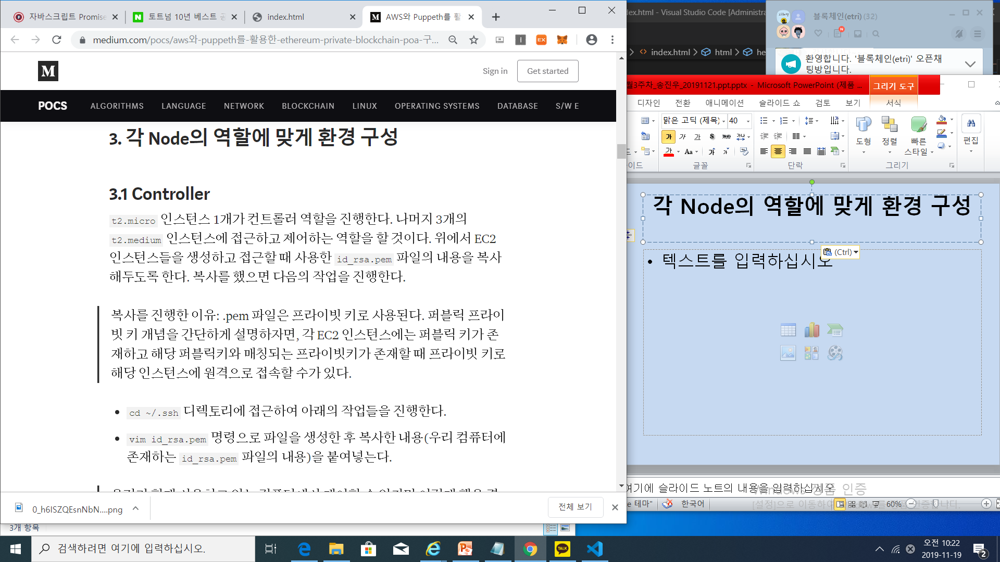 자바스크립트 Promise
토트넘 10년 베스트 공
index.html
AWS와 Puppeth를 활
medium.com/pocs/aws와-puppeth를-활용한-ethereum-private-blockchain-poa-구...
Sign in
Get started
POCS
ALGORITHMS
LANGUAGE
NETWORK
BLOCKCHAIN
LINUX
OPERATING SYSTEMS
DATABASE
S/W E
3. 각 Node의 역할에 맞게 환경 구성
3.1 Controller
t2.micro 인스턴스 1개가 컨트롤러 역할을 진행한다. 나머지 3개의
t2.medium 인스턴스에 접근하고 제어하는 역할을 할 것이다. 위에서 EC2
인스턴스들을 생성하고 접근할 때 사용한 id_rsa.pem 파일의 내용을 복사
해두도록 한다. 복사를 했으면 다음의 작업을 진행한다.
복사를 진행한 이유: .pem 파일은 프라이빗 키로 사용된다. 퍼블릭 프라이
빗 키 개념을 간단하게 설명하자면, 각 EC2 인스턴스에는 퍼블릭 키가 존
재하고 해당 퍼블릭키와 매칭되는 프라이빗키가 존재할 때 프라이빗 키로
해당 인스턴스에 원격으로 접속할 수가 있다.
• cd ~/.ssh 디렉토리에 접근하여 아래의 작업들을 진행한다.
• vim id_rsa.pem 명령으로 파일을 생성한 후 복사한 내용(우리 컴퓨터에
존재하는 id_rsa.pem 파일의 내용)을 붙여넣는다.
0_h6ISZQEsnNbN....png
전체 보기
3개 항목
검색하려면 여기에 입력하십시오.
dex.html - Visual Studio Code [Administra
index.html
html
he
블록체인(etri) (32)
환영합니다. '블록체인(etri)' 오픈채
팅방입니다.
3주차_송진우_20191121.ppt.pptx - Microsoft PowerPoint (제품 ...
그리기 도구
디자인
전환
애니메이션
슬라이드 쇼
검토
보기
서식
맑은 고딕 (제목)
40
도형
정렬
빠른
스타일
편집
이드
글꼴
단락
그리기
각 Node의 역할에 맞게 환경 구성
(Ctrl)
• 텍스트를 입력하십시오
여기에 슬라이드 노트의 내용을 입력하십시오
Windows 정품 인증
[설정]으로 이동하여 Windows를 정품 인증합니다.
테마"
한국어
60%
오전 10:22
2019-11-19
2